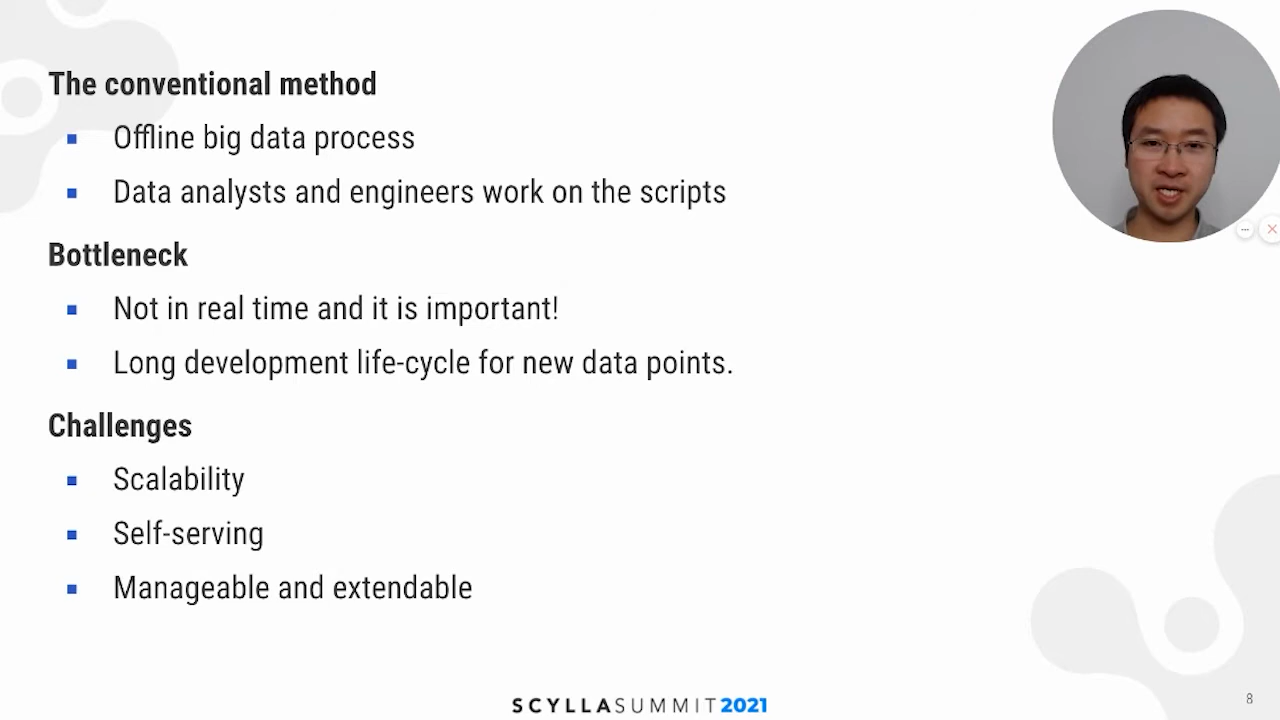 The conventional method
Offline big data process
Data analysts and engineers work on the scripts
Bottleneck
Not in real time and it is important!
Long development life-cycle for new data points.
Challenges
Scalability
Self-serving
Manageable and extendable
SCYLLASUMMIT2021
8